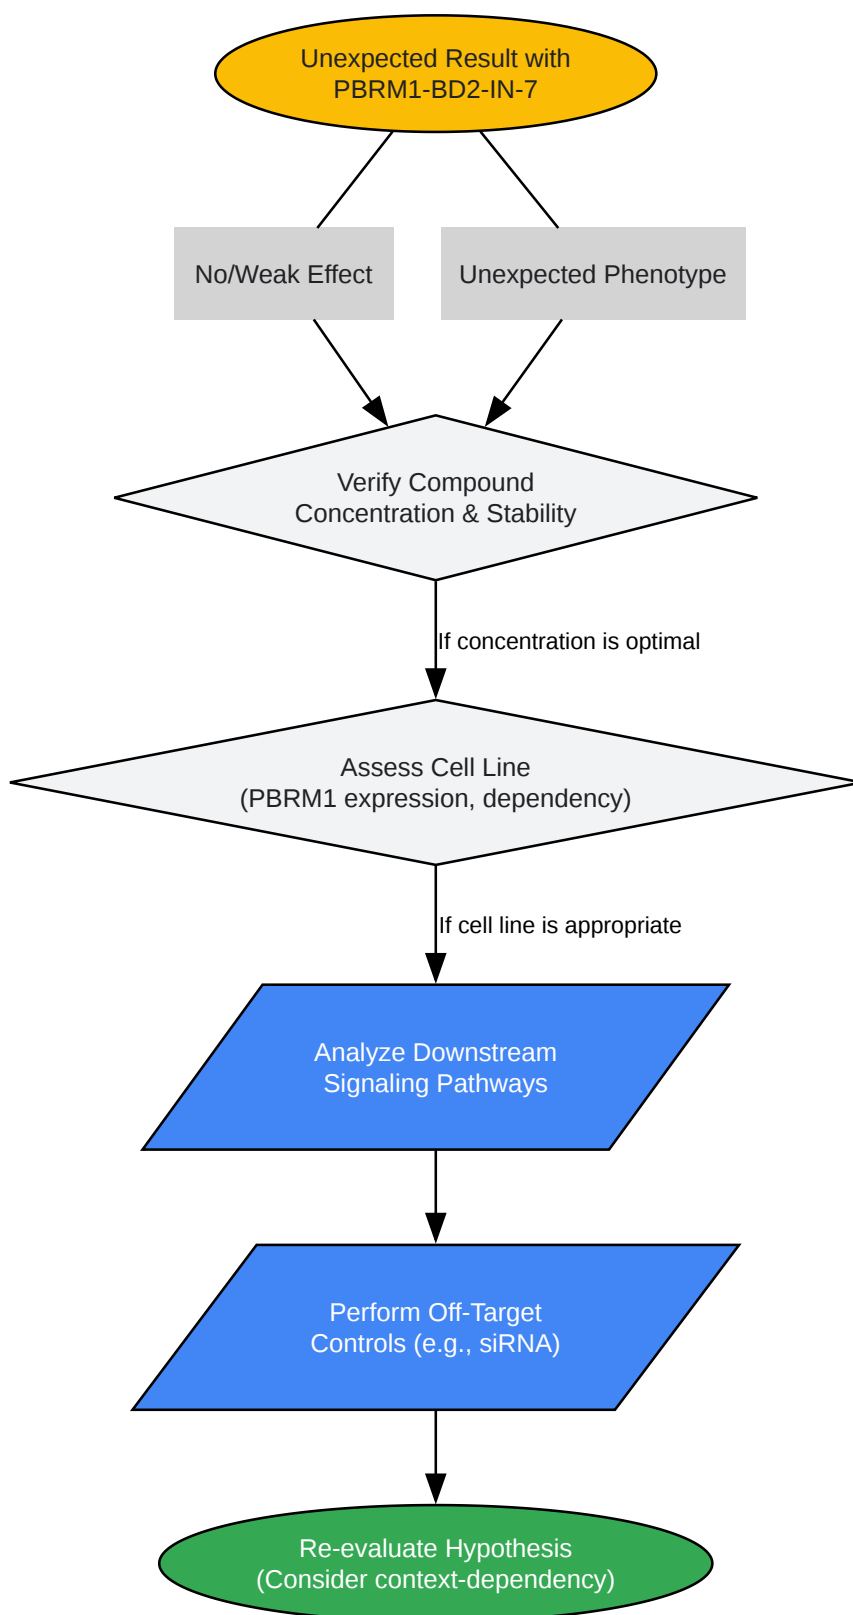 Unexpected Result with
PBRM1-BD2-IN-7
No/Weak Effect
Unexpected Phenotype
Verify Compound
Concentration & Stability
If concentration is optimal
Assess Cell Line
(PBRM1 expression, dependency)
If cell line is appropriate
Analyze Downstream
Signaling Pathways
Perform Off-Target
Controls (e.g., siRNA)
Re-evaluate Hypothesis
(Consider context-dependency)